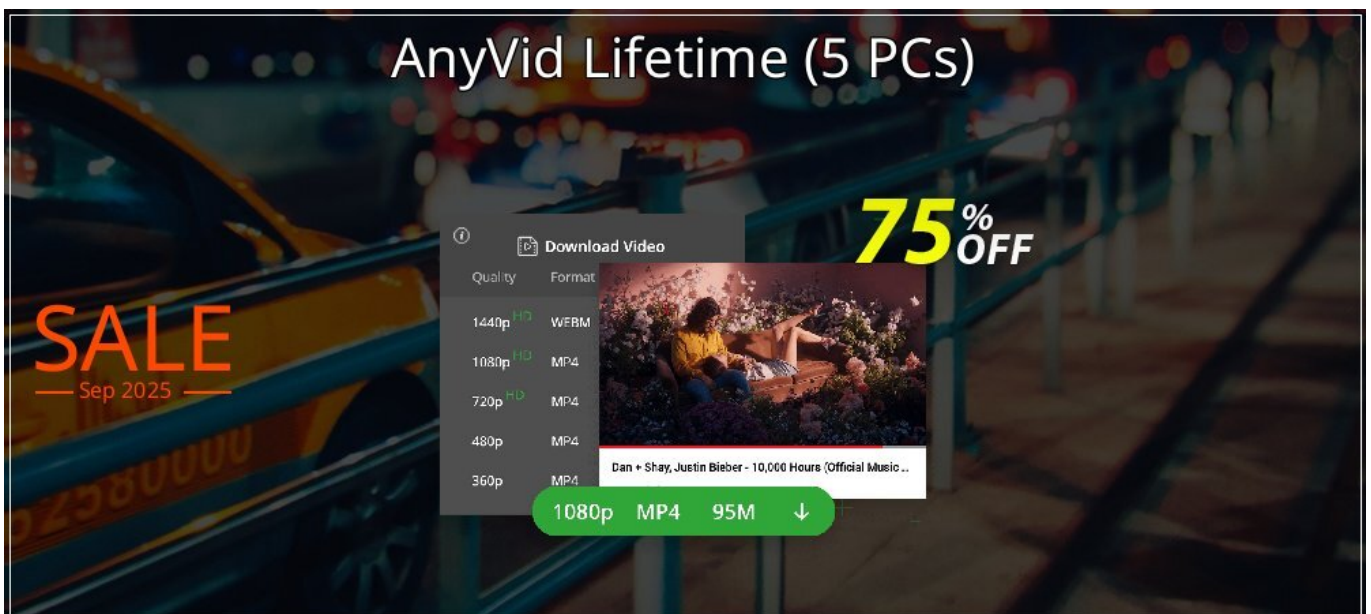 AnyVid Lifetime (5 PCs)
75% OFF
SALE
Sep 2025
Download Video
Quality Format
1440p HD WEBM
1080p HD MP4
720p HD MP4
480p MP4
360p MP4
Dan + Shay, Justin Bieber - 10,000 Hours (Official Music ..
1080p MP4 95M